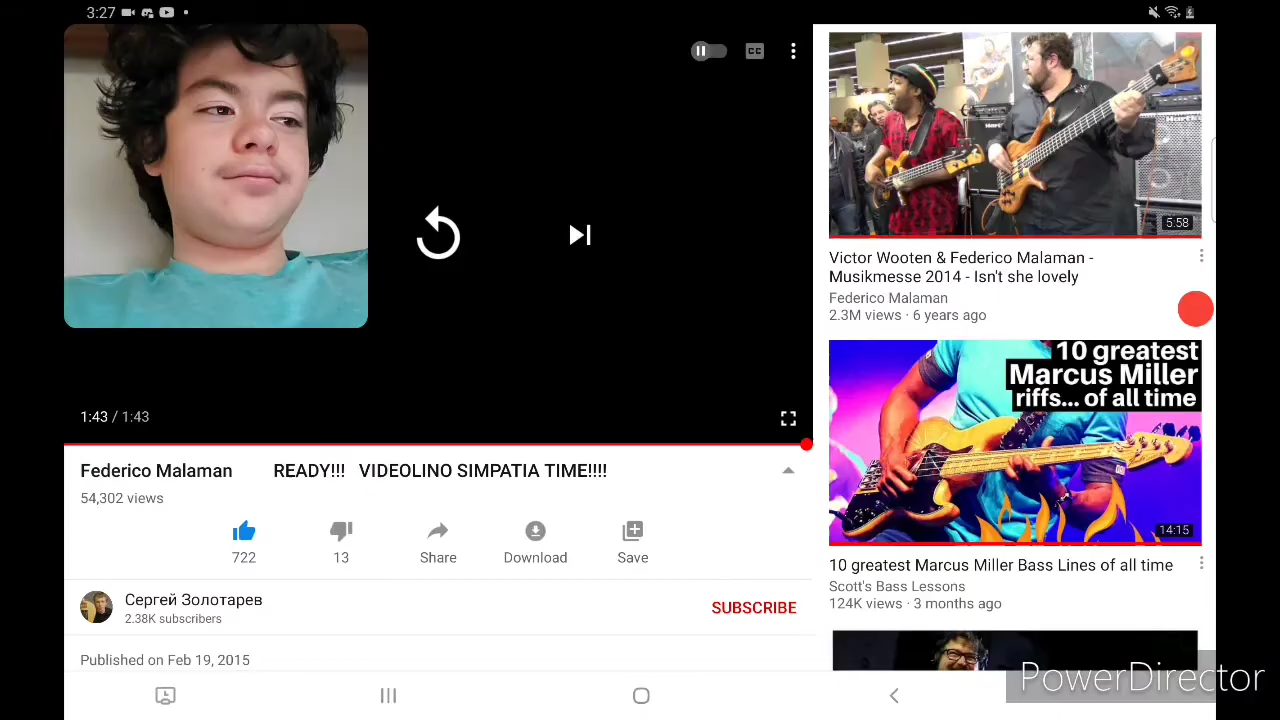 3:27
CC
1:43 / 1:43
Federico Malaman READY!!! VIDEOLINO SIMPATIA TIME!!!!
54,302 views
722
13
Share
Download
Save
Сергей Золотарев
2.38K subscribers
SUBSCRIBE
Published on Feb 19, 2015
5:58
Victor Wooten & Federico Malaman -
Musikmesse 2014 - Isn't she lovely
Federico Malaman
2.3M views · 6 years ago
10 greatest
Marcus Miller
riffs... of all time
14:15
10 greatest Marcus Miller Bass Lines of all time
Scott's Bass Lessons
124K views · 3 months ago
PowerDirector